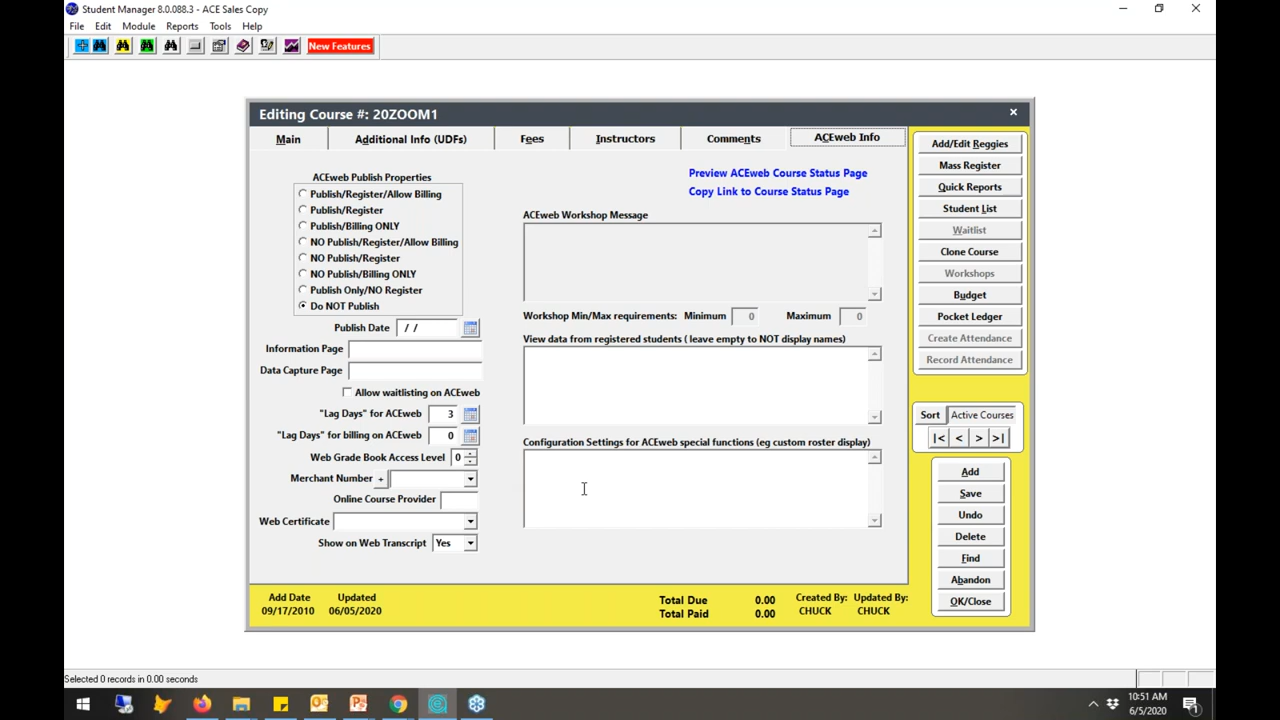 Student Manager 8.0.088.3 - ACE Sales Copy
File Edit Module Reports Tools Help
New Features
Editing Course #: 20ZOOM1
Main Additional Info (UDFs) Fees Instructors Comments ACEweb Info
ACEweb Publish Properties
Publish/Register/Allow Billing
Publish/Register
Publish/Billing ONLY
NO Publish/Register/Allow Billing
NO Publish/Register
NO Publish/Billing ONLY
Publish Only/NO Register
Do NOT Publish
Publish Date / /
Information Page
Data Capture Page
Allow waitlisting on ACEweb
"Lag Days" for ACEweb 3
"Lag Days" for billing on ACEweb 0
Web Grade Book Access Level 0
Merchant Number +
Online Course Provider
Web Certificate
Show on Web Transcript Yes
Preview ACEweb Course Status Page
Copy Link to Course Status Page
ACEweb Workshop Message
Workshop Min/Max requirements: Minimum 0 Maximum 0
View data from registered students ( leave empty to NOT display names)
Configuration Settings for ACEweb special functions (eg custom roster display)
Add/Edit Reggies
Mass Register
Quick Reports
Student List
Waitlist
Clone Course
Workshops
Budget
Pocket Ledger
Create Attendance
Record Attendance
Sort Active Courses
|< < > >|
Add
Save
Undo
Delete
Find
Abandon
OK/Close
Add Date Updated
09/17/2010 06/05/2020
Total Due 0.00
Total Paid 0.00
Created By: Updated By:
CHUCK CHUCK
Selected 0 records in 0.00 seconds
10:51 AM
6/5/2020